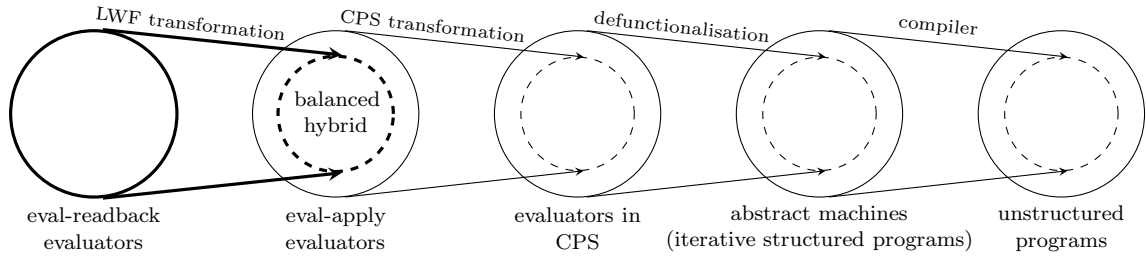 LWF transformation
CPS transformation
defunctionalisation
compiler
balanced
hybrid
eval-readback
evaluators
eval-apply
evaluators
evaluators in
CPS
abstract machines
(iterative structured programs)
unstructured
programs